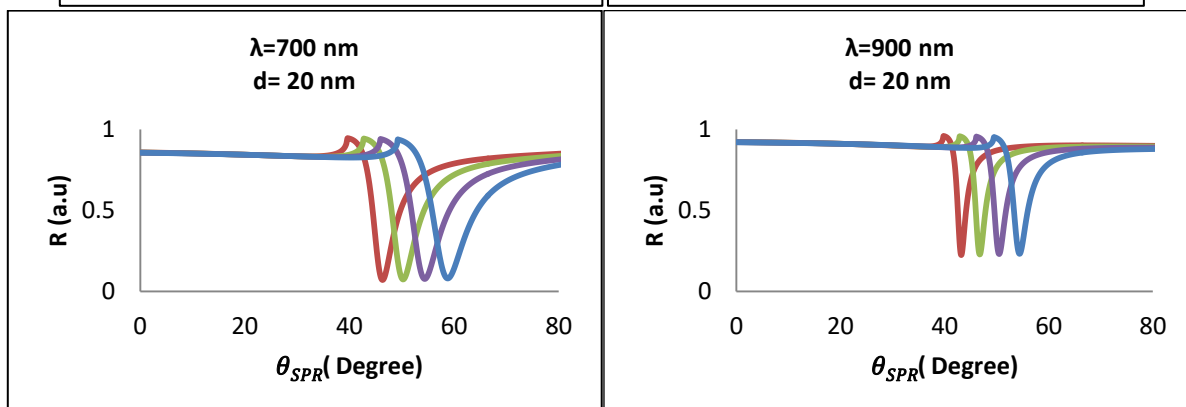 λ=700 nm
d= 20 nm
1
0.5
0
R (a.u)
0 20 40 60 80
θSPR( Degree)
λ=900 nm
d= 20 nm
1
0.5
0
R (a.u)
0 20 40 60 80
θSPR( Degree)